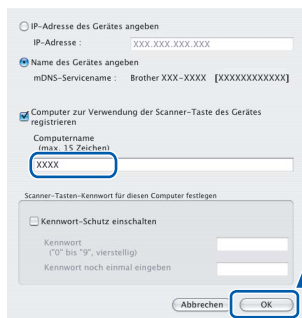 IP-Adresse des Gerätes angeben
IP-Adresse : XXX.XXX.XXX.XXX
Name des Gerätes angeben
mDNS-Servicename : Brother XXX-XXXX [XXXXXXXXXXXX]
Computer zur Verwendung der Scanner-Taste des Gerätes
registrieren
Computername
(max. 15 Zeichen)
XXXX
Scanner-Tasten-Kennwort für diesen Computer festlegen
Kennwort-Schutz einschalten
Kennwort
("0" bis "9", vierstellig)
Kennwort noch einmal eingeben
Abbrechen OK